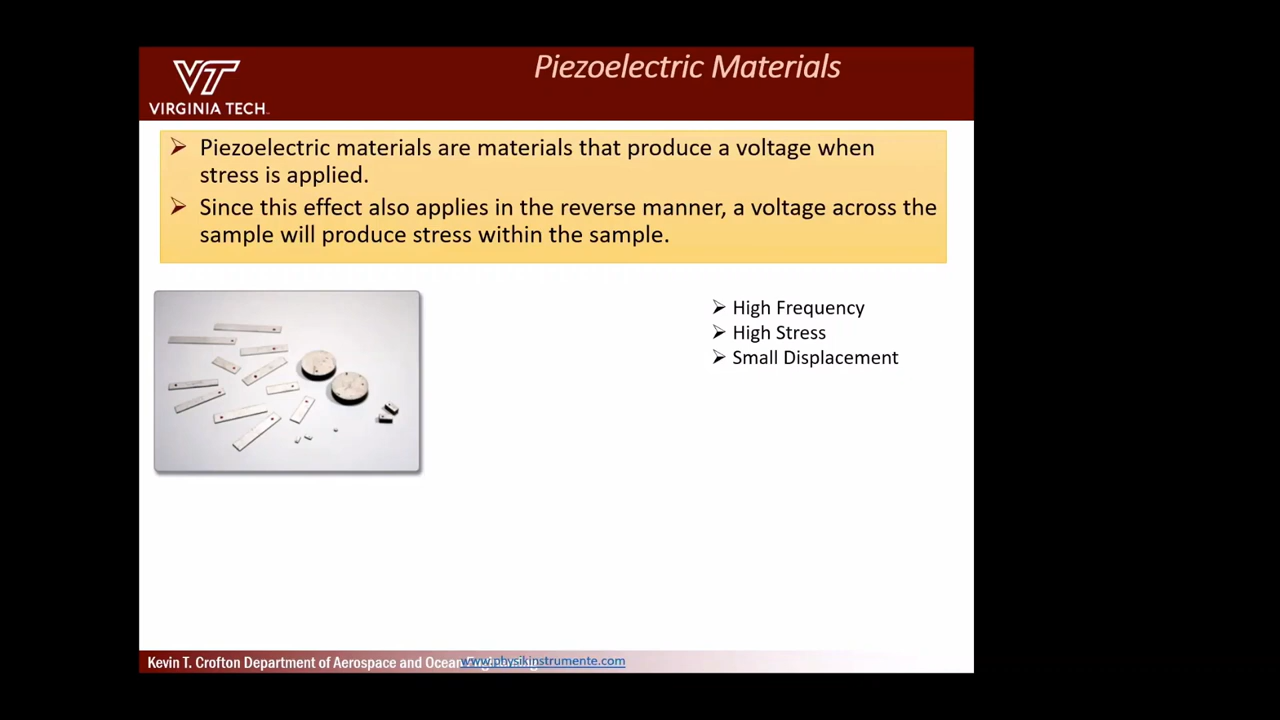 Piezoelectric Materials
VIRGINIA TECH
➢ Piezoelectric materials are materials that produce a voltage when
stress is applied.
➢ Since this effect also applies in the reverse manner, a voltage across the
sample will produce stress within the sample.
➢ High Frequency
➢ High Stress
➢ Small Displacement
Kevin T. Crofton Department of Aerospace and Ocean
www.physikinstrumente.com